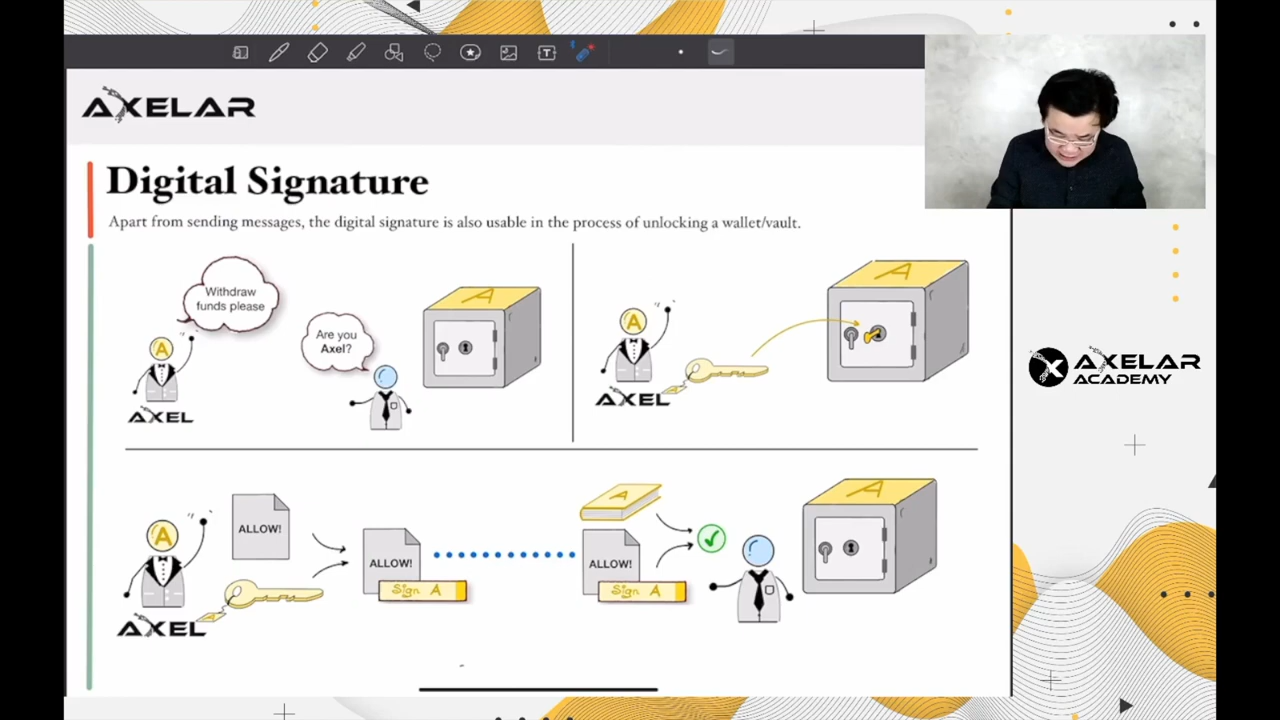 AXELAR
Digital Signature
Apart from sending messages, the digital signature is also usable in the process of unlocking a wallet/vault.
Withdraw
funds please
Are you
Axel?
A
A
AXEL
A
A
A
AXEL
AXELAR
ACADEMY
A
ALLOW!
AXEL
ALLOW!
Sign A
A
ALLOW!
Sign A
A